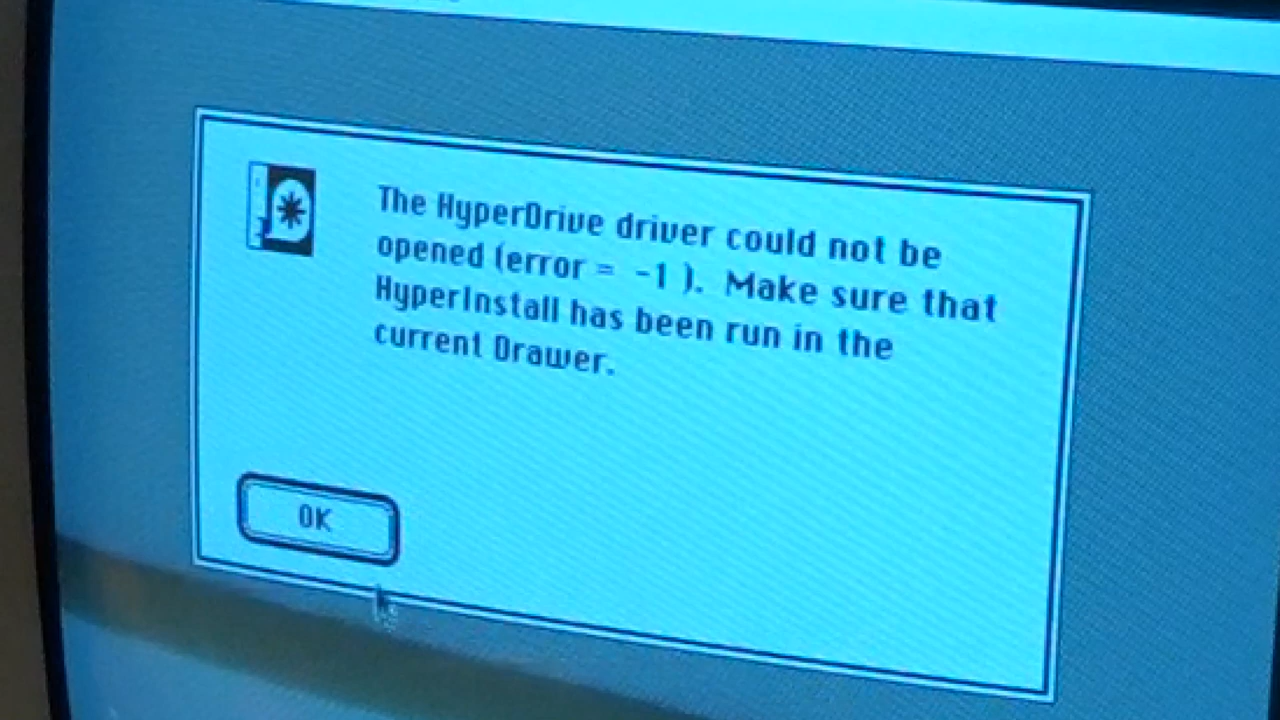 The HyperDrive driver could not be
opened (error = -1 ). Make sure that
HyperInstall has been run in the
current Drawer.
OK